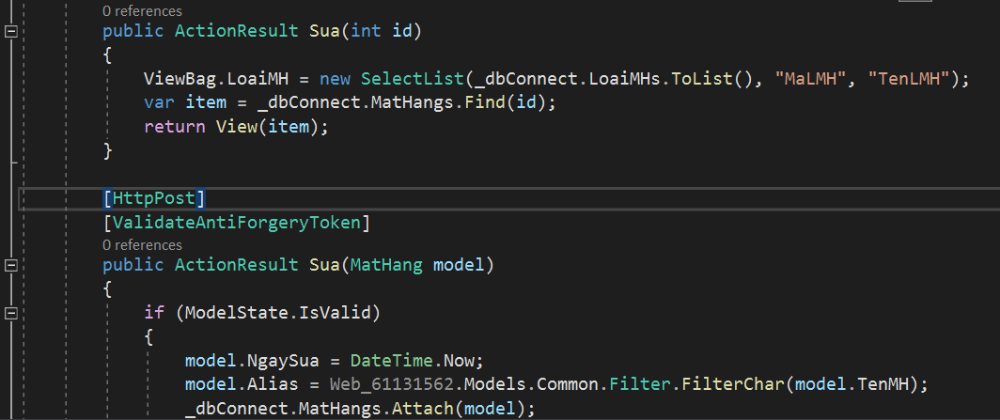 0 references
public ActionResult Sua(int id)
{
ViewBag.LoaiMH = new SelectList(_dbConnect.LoaiMHs.ToList(), "MaLMH", "TenLMH");
var item = _dbConnect.MatHangs.Find(id);
return View(item);
}
[HttpPost]
[ValidateAntiForgeryToken]
0 references
public ActionResult Sua(MatHang model)
{
if (ModelState.IsValid)
{
model.NgaySua = DateTime.Now;
model.Alias = Web_61131562.Models.Common.Filter.FilterChar(model.TenMH);
_dbConnect.MatHangs.Attach(model);